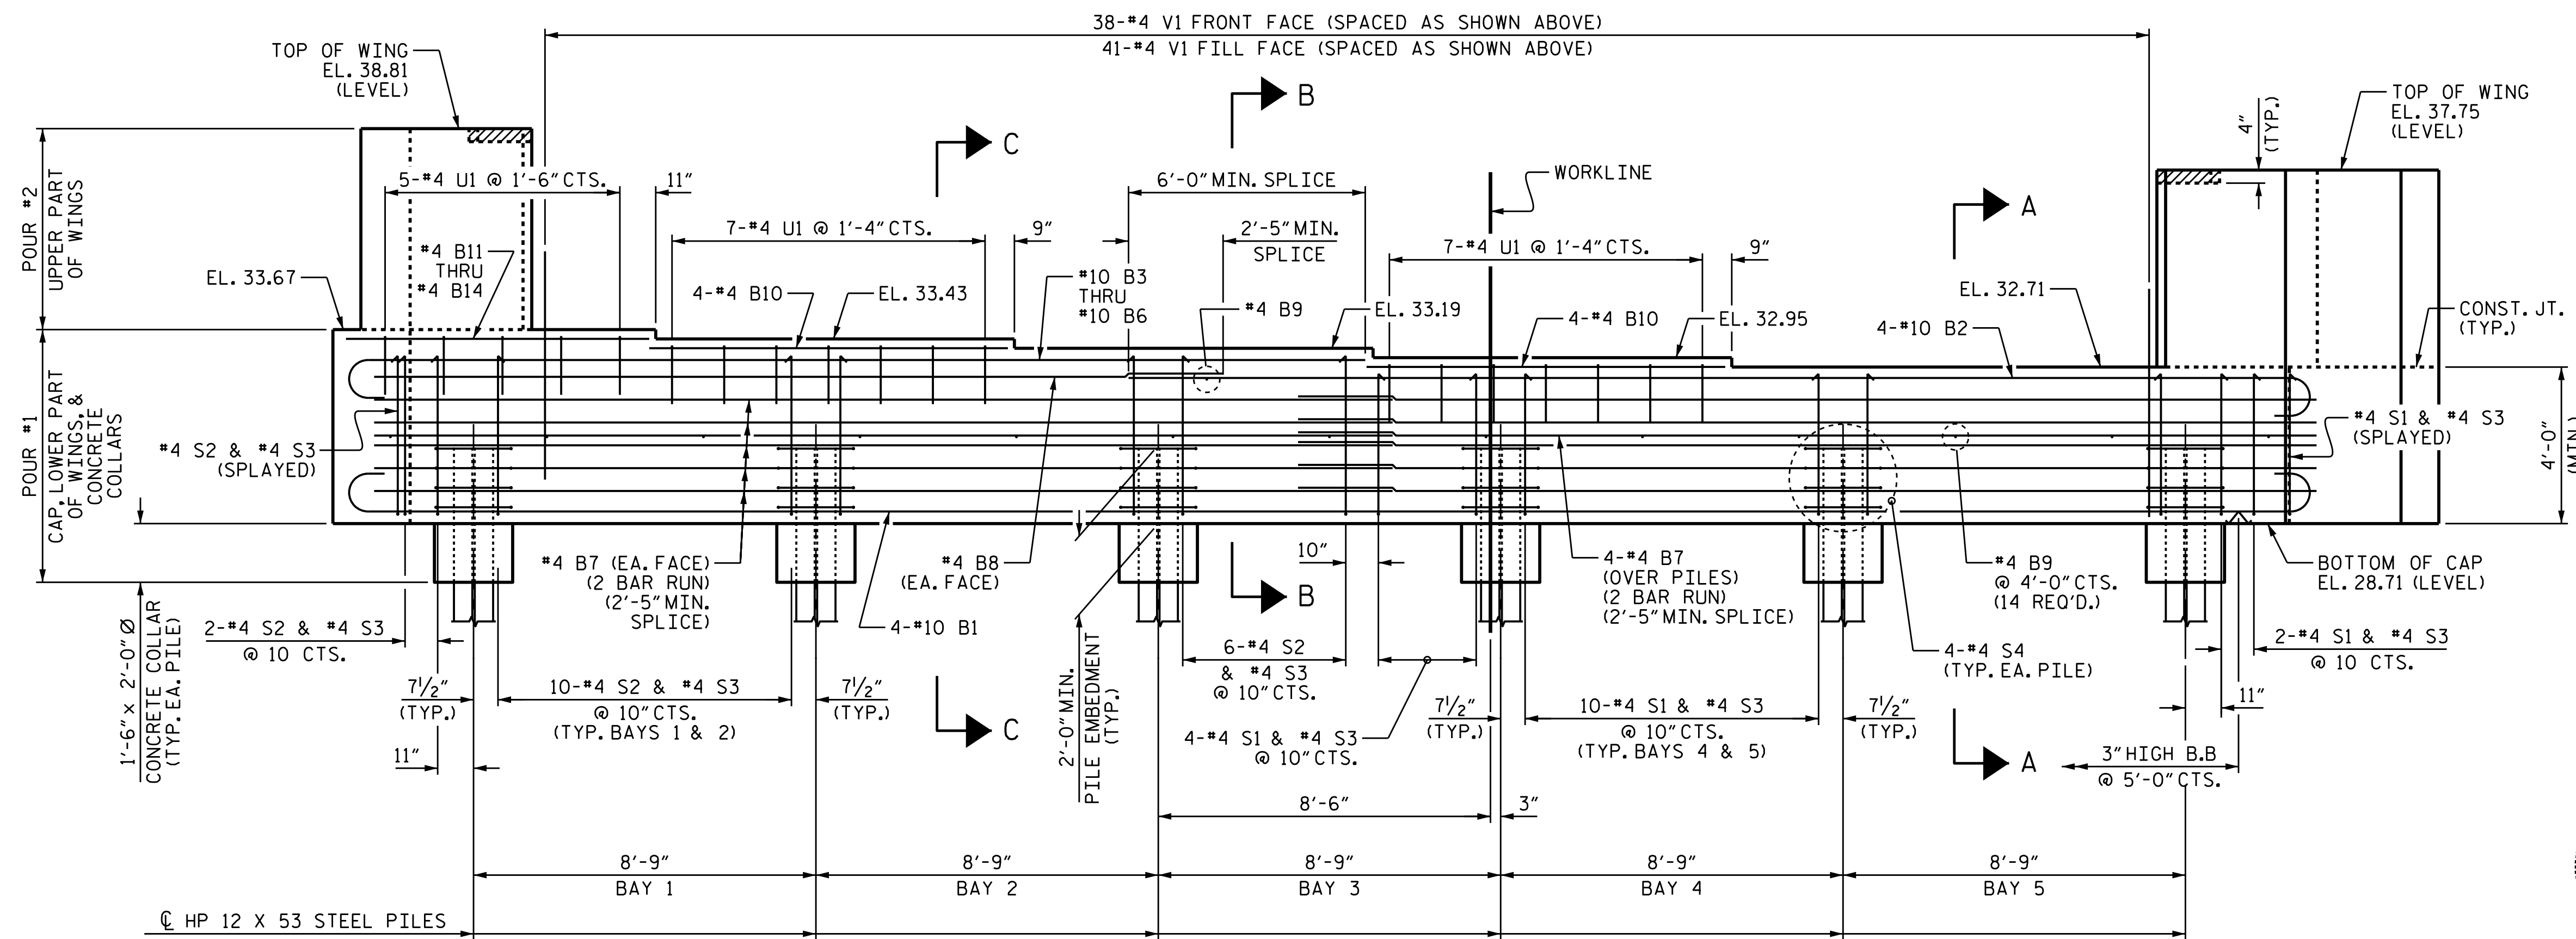 38-#4 V1 FRONT FACE (SPACED AS SHOWN ABOVE)
41-#4 V1 FILL FACE (SPACED AS SHOWN ABOVE)
TOP OF WING
EL. 38.81
(LEVEL)
B
C
TOP OF WING
EL. 37.75
(LEVEL)
4"
(TYP.)
POUR #2
UPPER PART
OF WINGS
5-#4 U1 @ 1'-6" CTS.
11"
6'-0" MIN. SPLICE
WORKLINE
A
7-#4 U1 @ 1'-4" CTS.
9"
2'-5" MIN.
SPLICE
7-#4 U1 @ 1'-4" CTS.
9"
#4 B11
THRU
#4 B14
EL. 33.67
4-#4 B10
EL. 33.43
#10 B3
THRU
#10 B6
#4 B9
EL. 33.19
4-#4 B10
EL. 32.95
EL. 32.71
4-#10 B2
CONST. JT.
(TYP.)
POUR #1
CAP, LOWER PART
OF WINGS, &
CONCRETE
COLLARS
#4 S2 & #4 S3
(SPLAYED)
#4 S1 & #4 S3
(SPLAYED)
4'-0"
(MIN.)
#4 B7 (EA. FACE)
(2 BAR RUN)
(2'-5" MIN.
SPLICE)
#4 B8
(EA. FACE)
10"
B
4-#4 B7
(OVER PILES)
(2 BAR RUN)
(2'-5" MIN. SPLICE)
#4 B9
@ 4'-0" CTS.
(14 REQ'D.)
BOTTOM OF CAP
EL. 28.71 (LEVEL)
1'-6" x 2'-0" Ø
CONCRETE COLLAR
(TYP. EA. PILE)
2-#4 S2 & #4 S3
@ 10 CTS.
4-#10 B1
2'-0" MIN.
PILE EMBEDMENT
(TYP.)
6-#4 S2
& #4 S3
@ 10" CTS.
4-#4 S4
(TYP. EA. PILE)
2-#4 S1 & #4 S3
@ 10 CTS.
7½"
(TYP.)
10-#4 S2 & #4 S3
@ 10" CTS.
(TYP. BAYS 1 & 2)
7½"
(TYP.)
C
4-#4 S1 & #4 S3
@ 10" CTS.
7½"
(TYP.)
10-#4 S1 & #4 S3
@ 10" CTS.
(TYP. BAYS 4 & 5)
7½"
(TYP.)
A
11"
11"
3" HIGH B.B
@ 5'-0" CTS.
8'-6"
3"
8'-9"
BAY 1
8'-9"
BAY 2
8'-9"
BAY 3
8'-9"
BAY 4
8'-9"
BAY 5
℄ HP 12 X 53 STEEL PILES